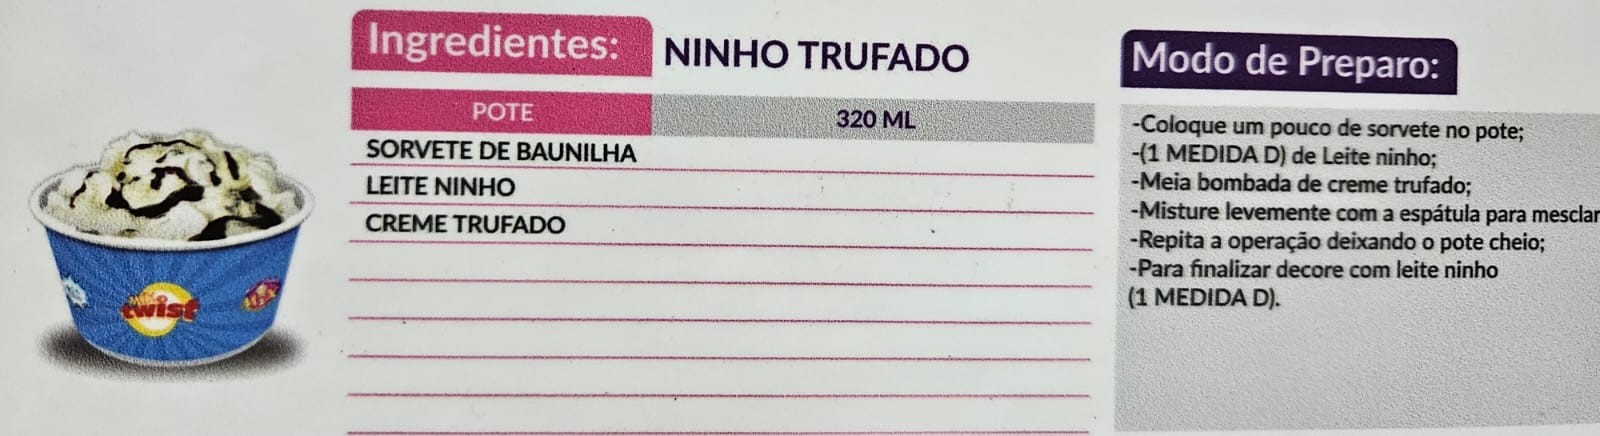 Ingredientes:
NINHO TRUFADO
POTE
320 ML
SORVETE DE BAUNILHA
LEITE NINHO
CREME TRUFADO
Modo de Preparo:
-Coloque um pouco de sorvete no pote;
-(1 MEDIDA D) de Leite ninho;
-Meia bombada de creme trufado;
-Misture levemente com a espátula para mesclar
-Repita a operação deixando o pote cheio;
-Para finalizar decore com leite ninho
(1 MEDIDA D).
MIX
twist